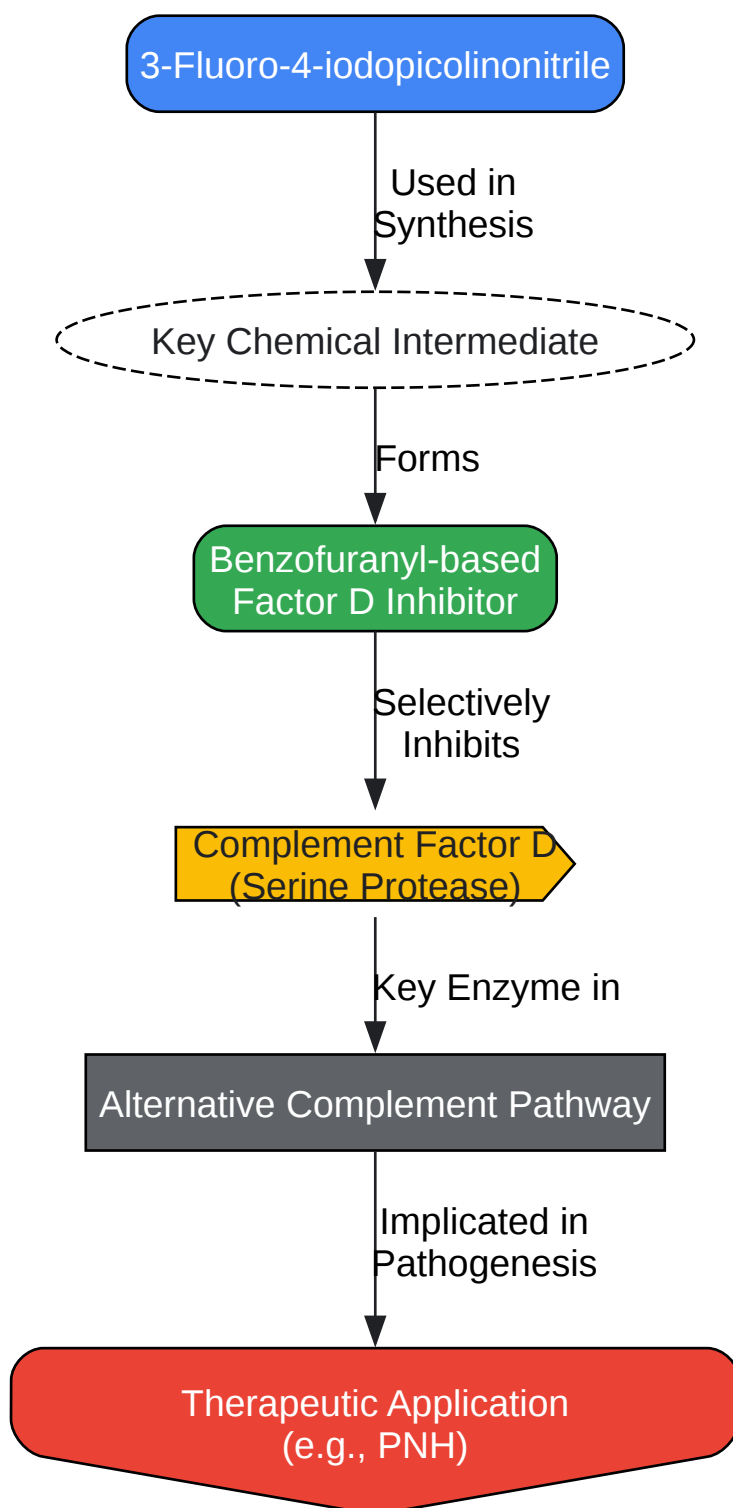 3-Fluoro-4-iodopicolinonitrile
Used in
Synthesis
Key Chemical Intermediate
Forms
Benzofuranyl-based
Factor D Inhibitor
Selectively
Inhibits
Complement Factor D
(Serine Protease)
Key Enzyme in
Alternative Complement Pathway
Implicated in
Pathogenesis
Therapeutic Application
(e.g., PNH)